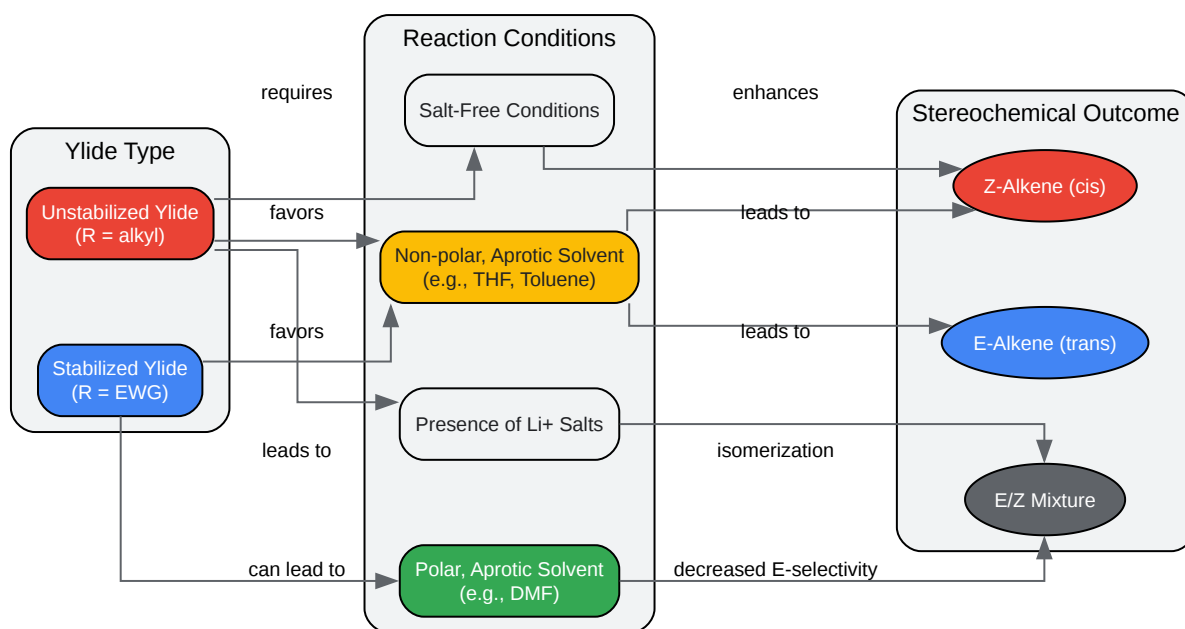 Reaction Conditions
requires
Salt-Free Conditions
enhances
Stereochemical Outcome
Ylide Type
Z-Alkene (cis)
Unstabilized Ylide
(R = alkyl)
favors
leads to
Non-polar, Aprotic Solvent
(e.g., THF, Toluene)
favors
leads to
E-Alkene (trans)
Stabilized Ylide
(R = EWG)
Presence of Li+ Salts
leads to
isomerization
E/Z Mixture
can lead to
Polar, Aprotic Solvent
(e.g., DMF)
decreased E-selectivity